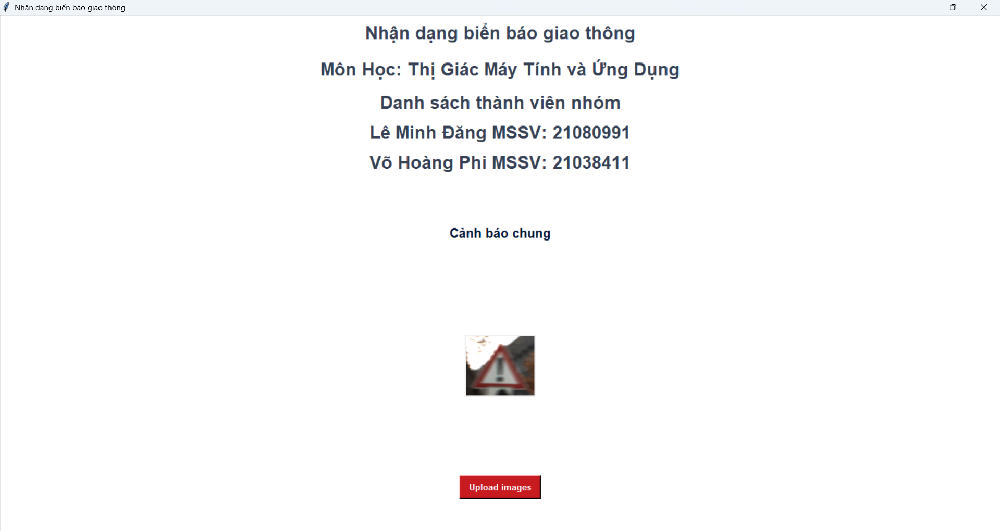 Nhận dạng biển báo giao thông
Nhận dạng biển báo giao thông
Môn Học: Thị Giác Máy Tính và Ứng Dụng
Danh sách thành viên nhóm
Lê Minh Đăng MSSV: 21080991
Võ Hoàng Phi MSSV: 21038411
Cảnh báo chung
Upload images